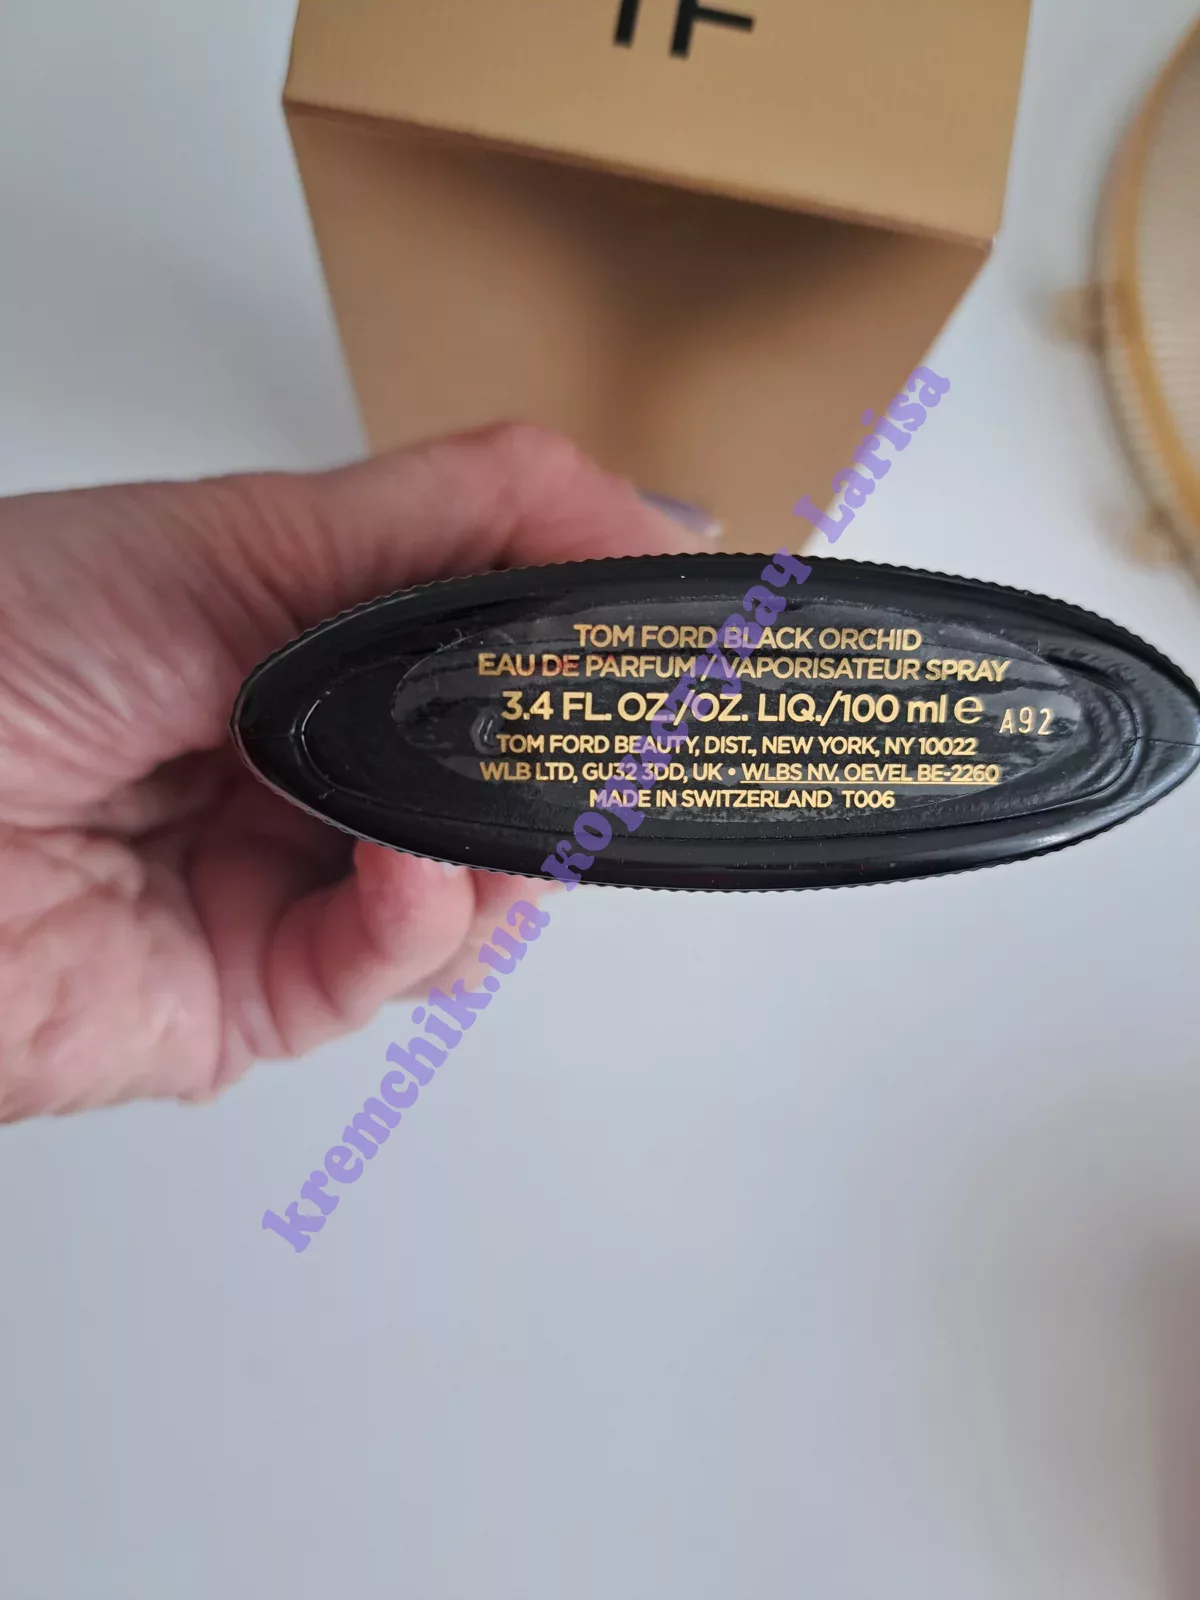 TF
TOM FORD BLACK ORCHID
EAU DE PARFUM / VAPORISATEUR SPRAY
3.4 FL. OZ./OZ. LIQ./100 ml ℮ A92
TOM FORD BEAUTY, DIST., NEW YORK, NY 10022
WLB LTD, GU32 3DD, UK • WLBS NV, OEVEL BE-2260
MADE IN SWITZERLAND T006
kremchik.ua користувач Larisa